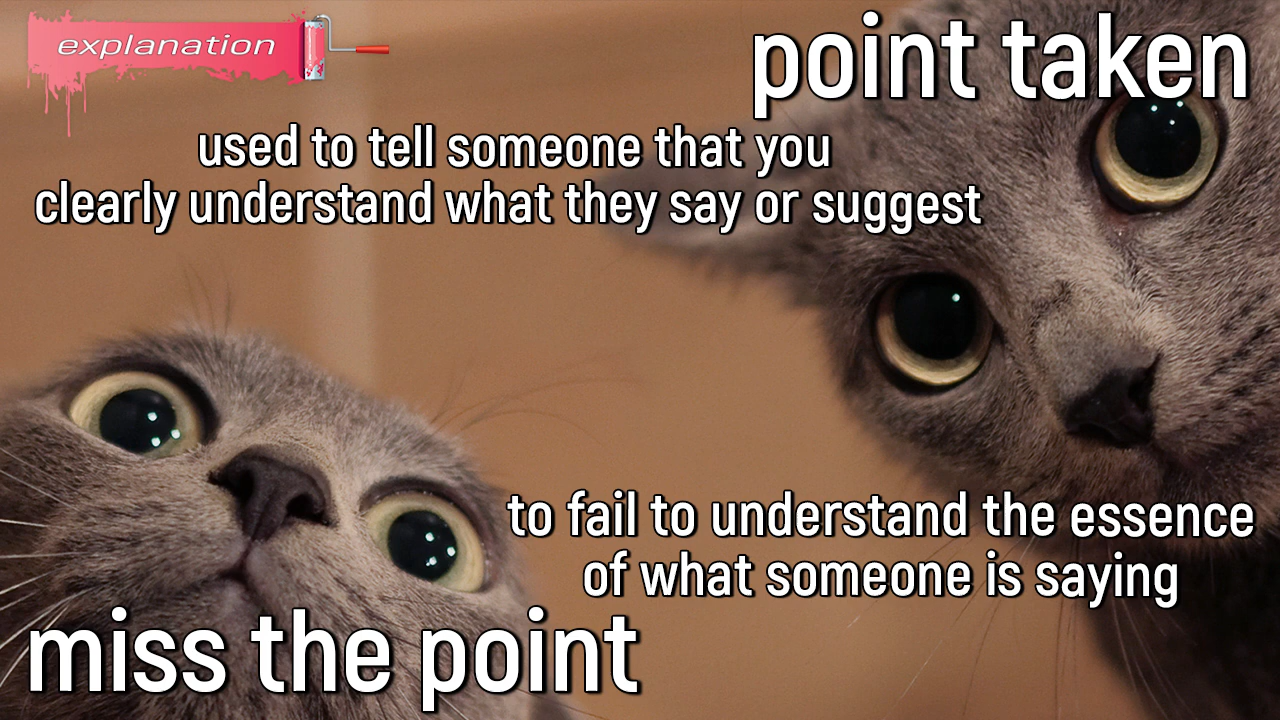 explanation
point taken
used to tell someone that you
clearly understand what they say or suggest
to fail to understand the essence
of what someone is saying
miss the point